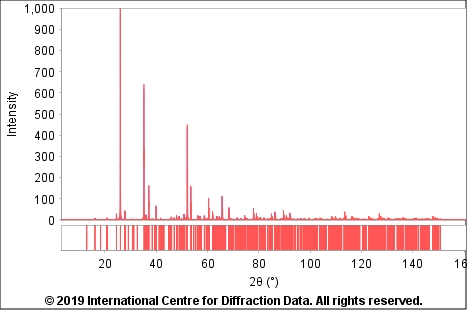 1,000
900
800
700
600
500
400
300
200
100
0
Intensity
20 40 60 80 100 120 140 160
2θ (°)
© 2019 International Centre for Diffraction Data. All rights reserved.